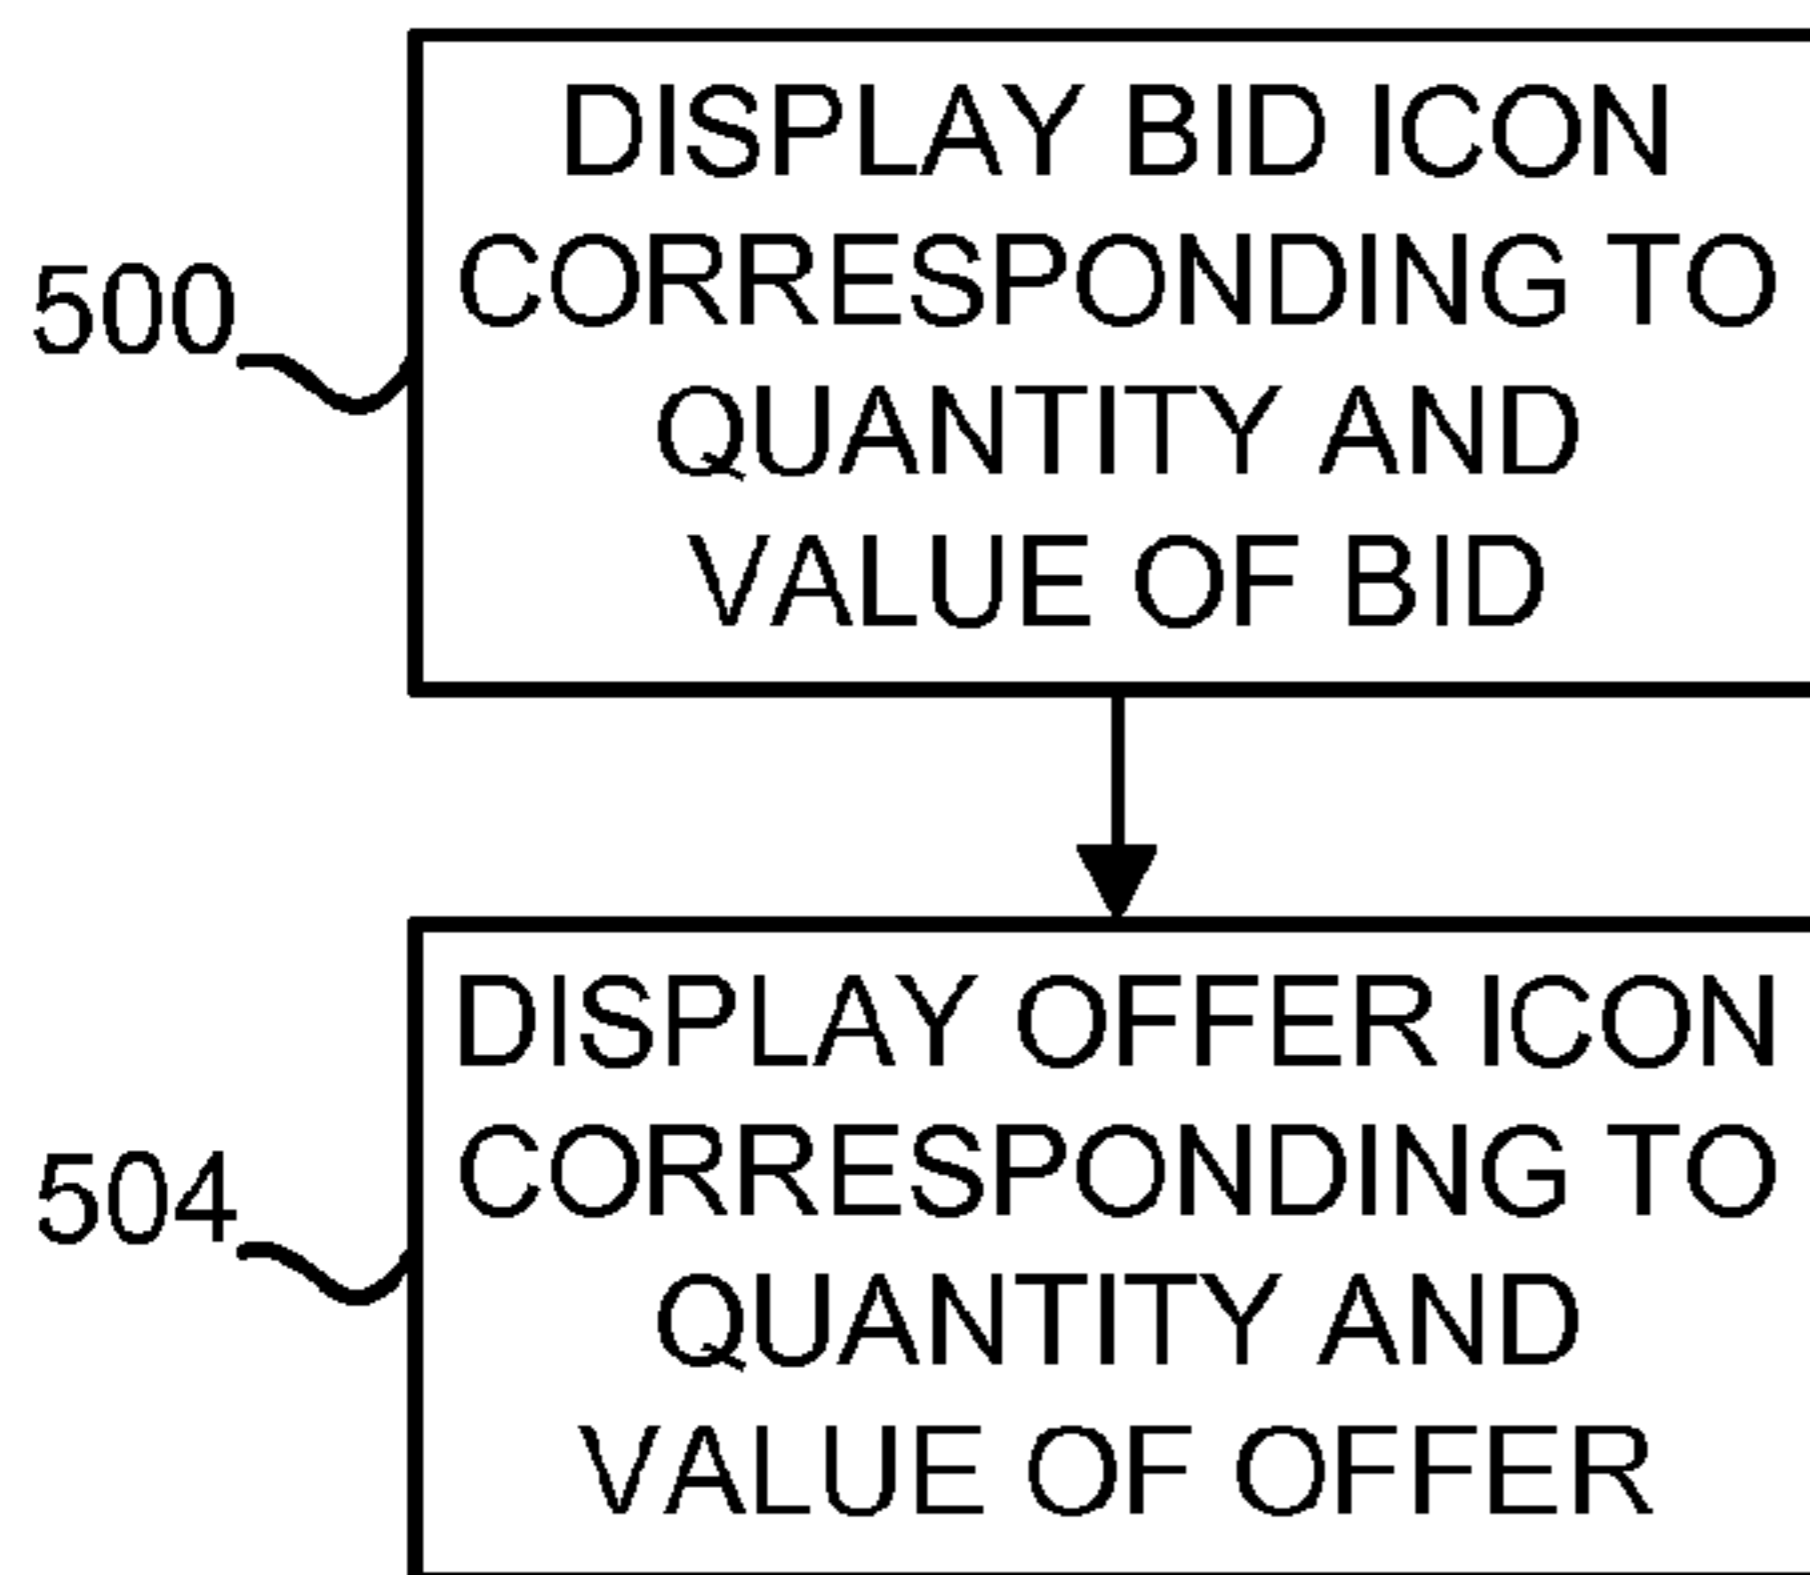 DISPLAY BID ICON
CORRESPONDING TO
500
QUANTITY AND
VALUE OF BID
DISPLAY OFFER ICON
CORRESPONDING TO
504
QUANTITY AND
VALUE OF OFFER